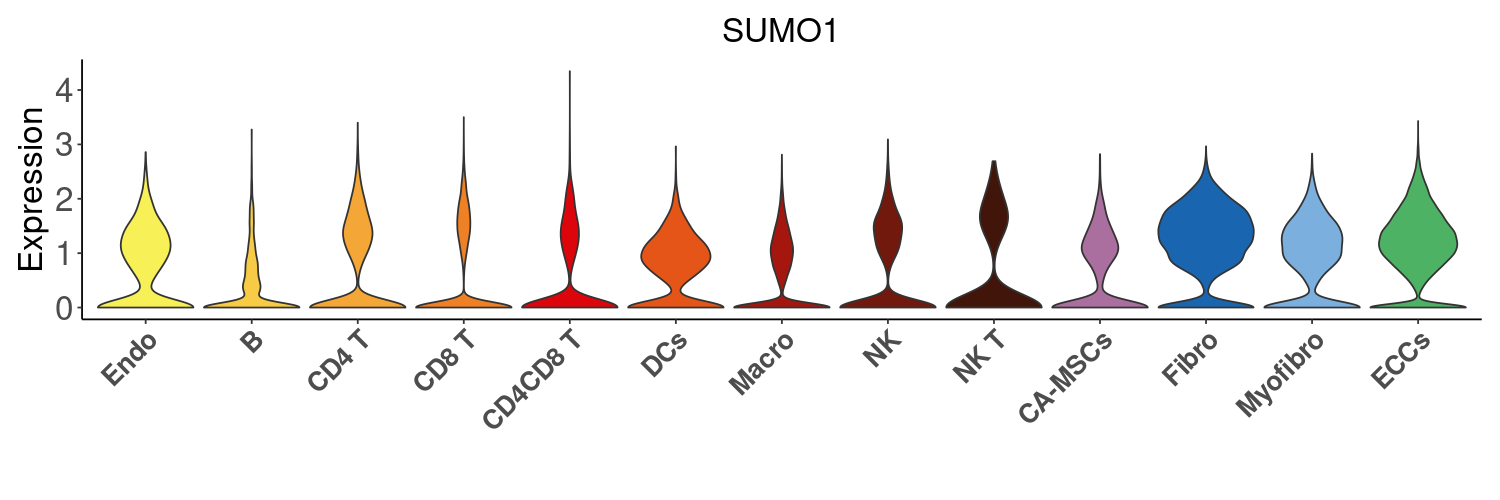 SUMO1
Expression
4
3
2
1
0
Endo
B
CD4 T
CD8 T
CD4CD8 T
DCs
Macro
NK
NK T
CA-MSCs
Fibro
Myofibro
ECCs